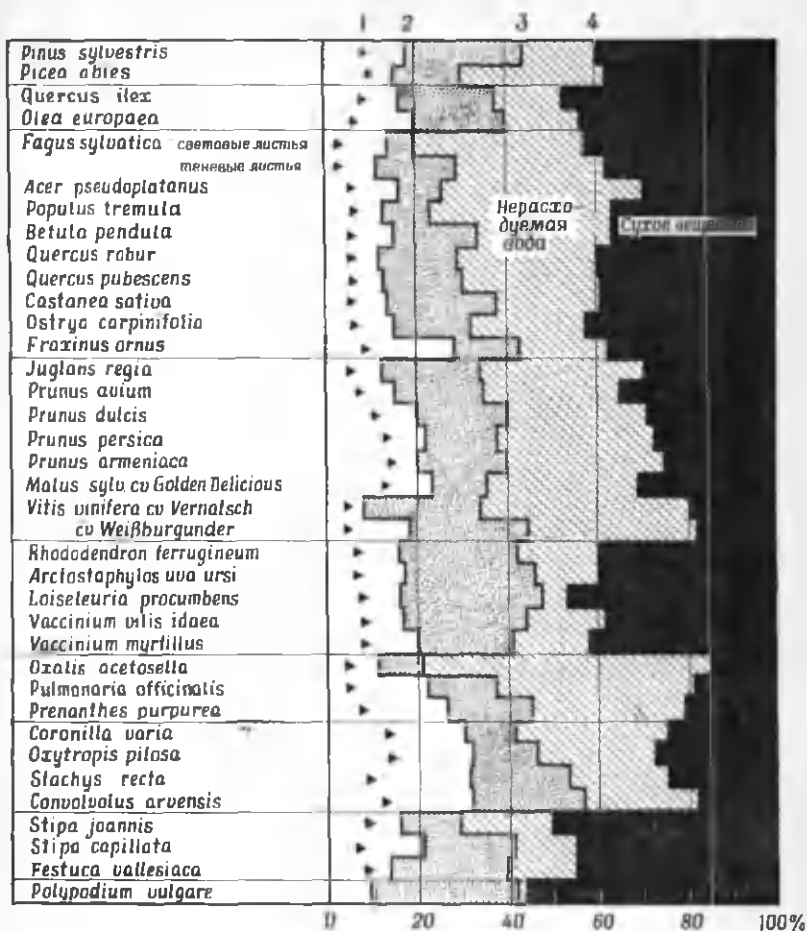 1 2 3 4
Pinus sylvestris
Picea abies
Quercus ilex
Olea europaea
Fagus sylvatica световые листья
теневые листья
Acer pseudoplatanus
Populus tremula
Betula pendula
Quercus robur
Quercus pubescens
Castanea sativa
Ostrya carpinifolia
Fraxinus ornus
Juglans regia
Prunus avium
Prunus dulcis
Prunus persica
Prunus armeniaca
Malus sylv. cv Golden Delicious
Vitis vinifera cv Vernatsch
cv Weißburgunder
Rhododendron ferrugineum
Arctostaphylos uva ursi
Loiseleuria procumbens
Vaccinium vitis idaea
Vaccinium myrtillus
Oxalis acetosella
Pulmonaria officinalis
Prenanthes purpurea
Coronilla varia
Oxytropis pilosa
Stachys recta
Convolvolus arvensis
Stipa joannis
Stipa capillata
Festuca vallesiaca
Polypodium vulgare
Нерасхо
дуемая
вода
Сухое вещество
0 20 40 60 80 100%